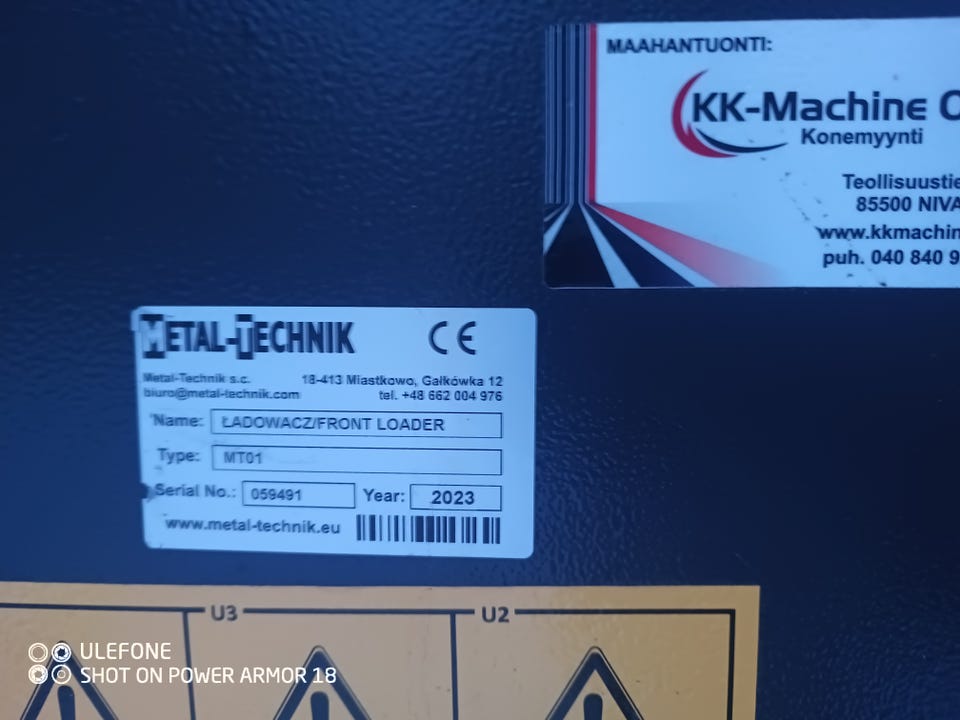 MAAHANTUONTI:
KK-Machine O
Konemyynti
Teollisuustie
85500 NIVA
www.kkmachin
puh. 040 840 9
METAL-TECHNIK CE
Metal-Technik s.c. 18-413 Miastkowo, Gałkówka 12
biuro@metal-technik.com tel. +48 662 004 976
Name: ŁADOWACZ/FRONT LOADER
Type: MT01
Serial No.: 059491 Year: 2023
www.metal-technik.eu
U3 U2
ULEFONE
SHOT ON POWER ARMOR 18